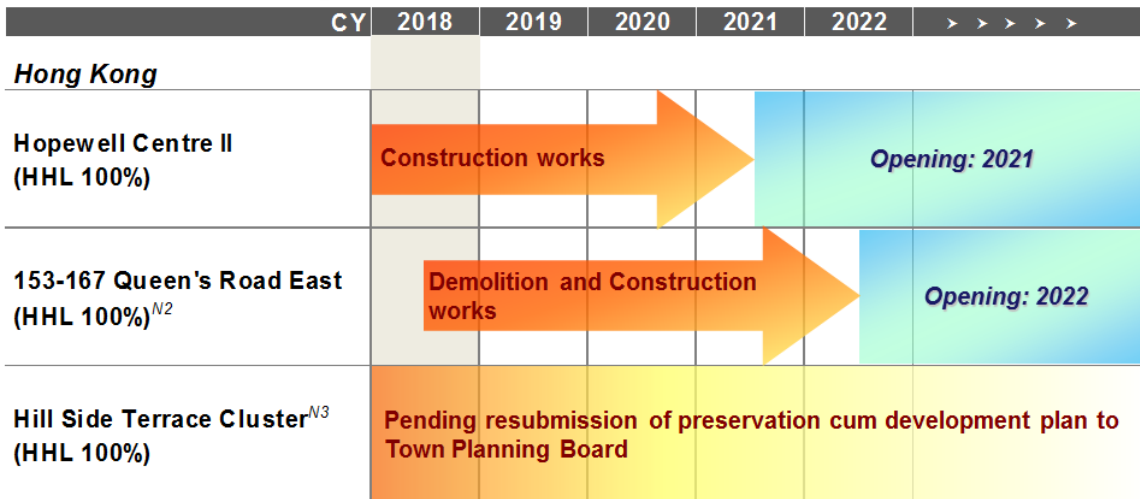 CY 2018 2019 2020 2021 2022 > > > > >
Hong Kong
Hopewell Centre II
(HHL 100%)
Construction works
Opening: 2021
153-167 Queen's Road East
(HHL 100%)N2
Demolition and Construction
works
Opening: 2022
Hill Side Terrace ClusterN3
(HHL 100%)
Pending resubmission of preservation cum development plan to
Town Planning Board